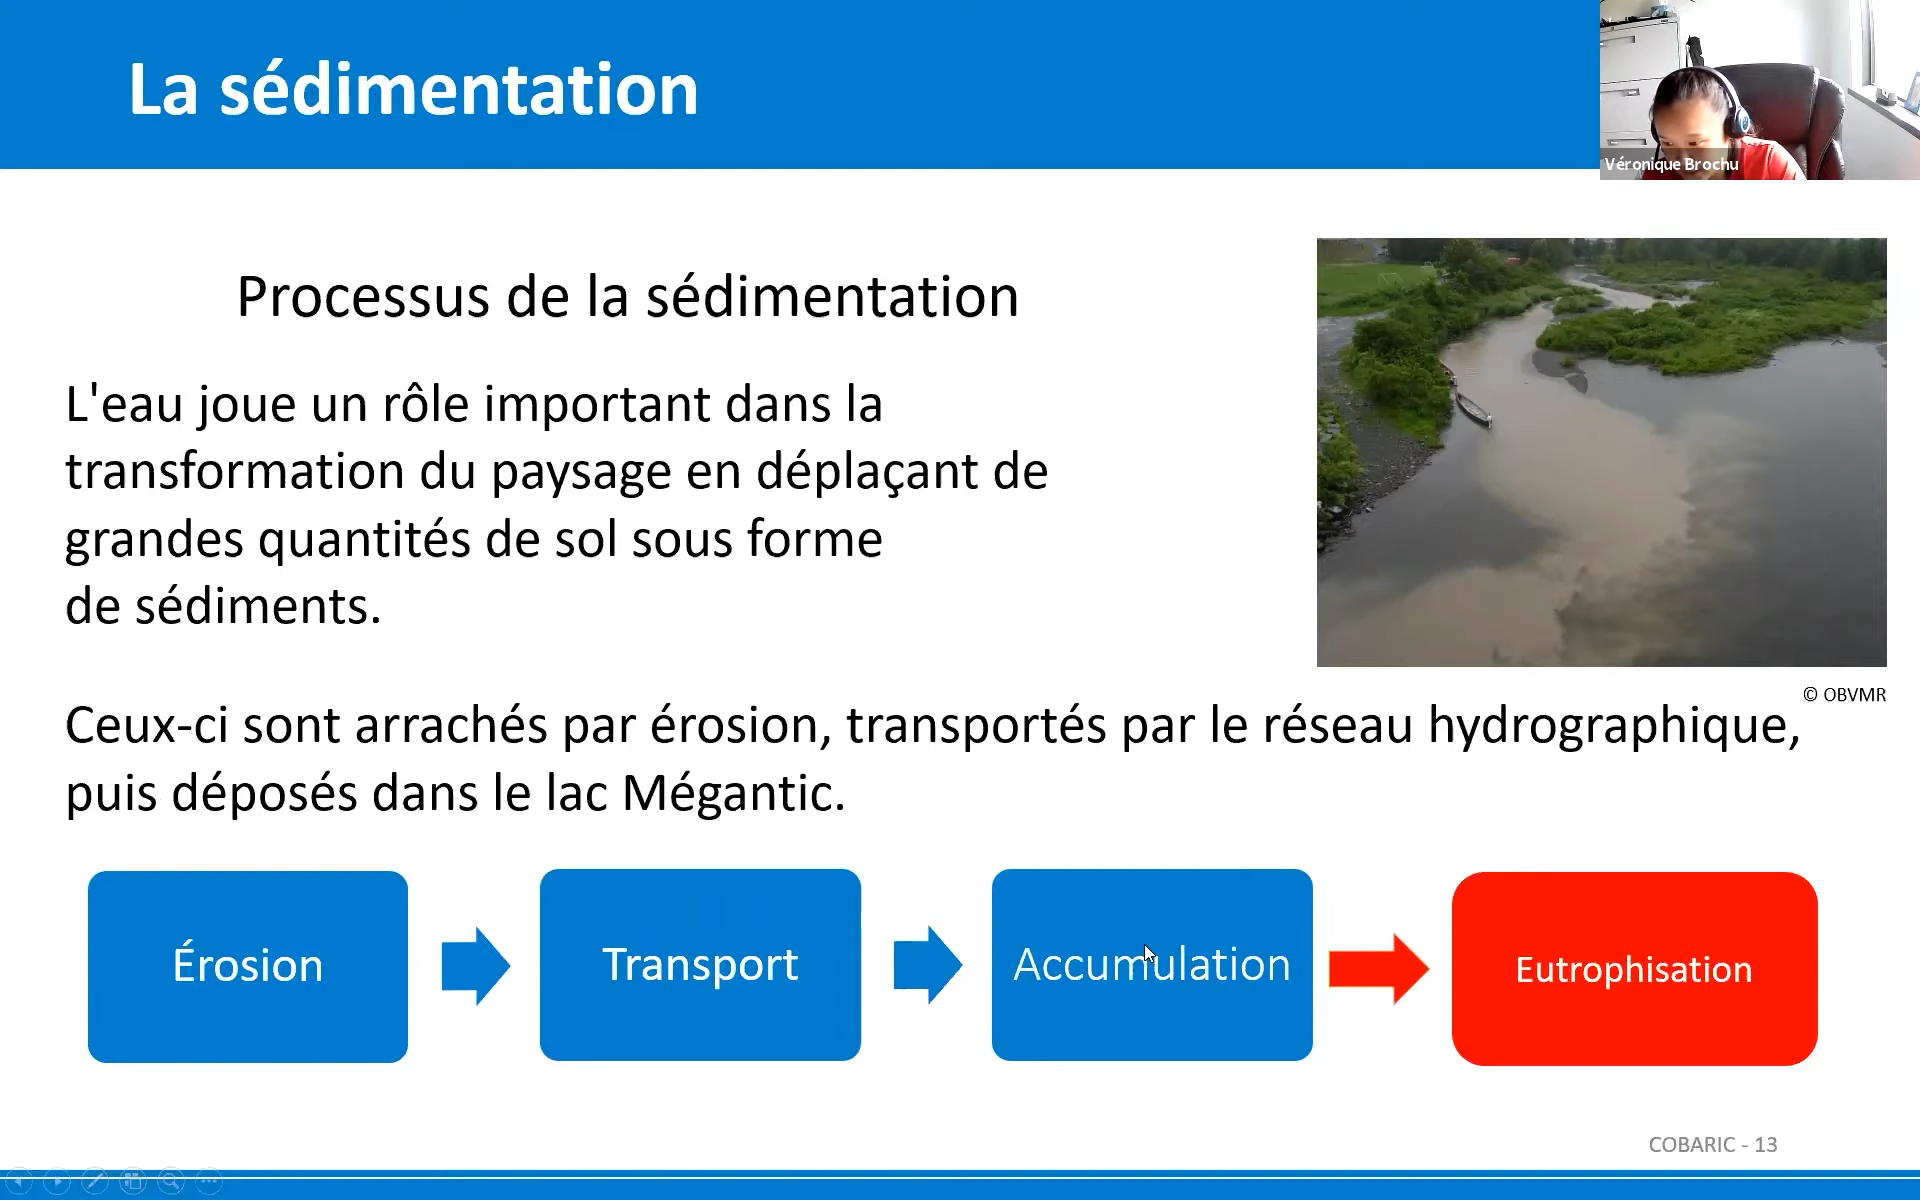 La sédimentation
Véronique Brochu
Processus de la sédimentation
L'eau joue un rôle important dans la
transformation du paysage en déplaçant de
grandes quantités de sol sous forme
de sédiments.
© OBVMR
Ceux-ci sont arrachés par érosion, transportés par le réseau hydrographique,
puis déposés dans le lac Mégantic.
Érosion
Transport
Accumulation
Eutrophisation
COBARIC - 13